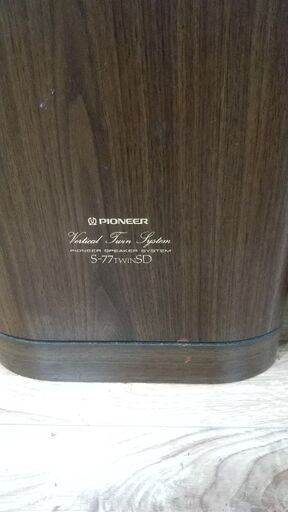 PIONEER
Vertical Twin System
PIONEER SPEAKER SYSTEM
S-77TWINSD